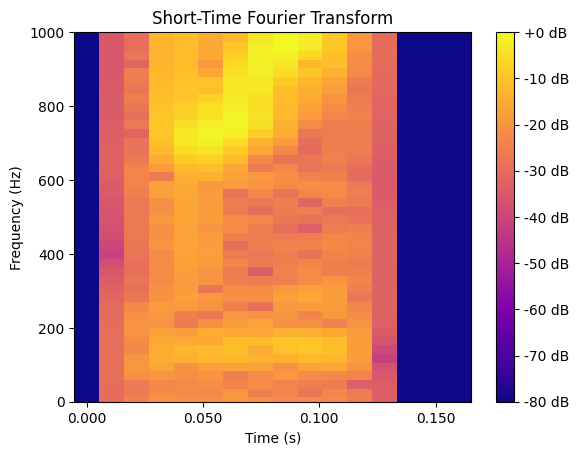 Short-Time Fourier Transform
1000
800
600
400
200
0
Frequency (Hz)
0.000
0.050
0.100
0.150
Time (s)
+0 dB
-10 dB
-20 dB
-30 dB
-40 dB
-50 dB
-60 dB
-70 dB
-80 dB